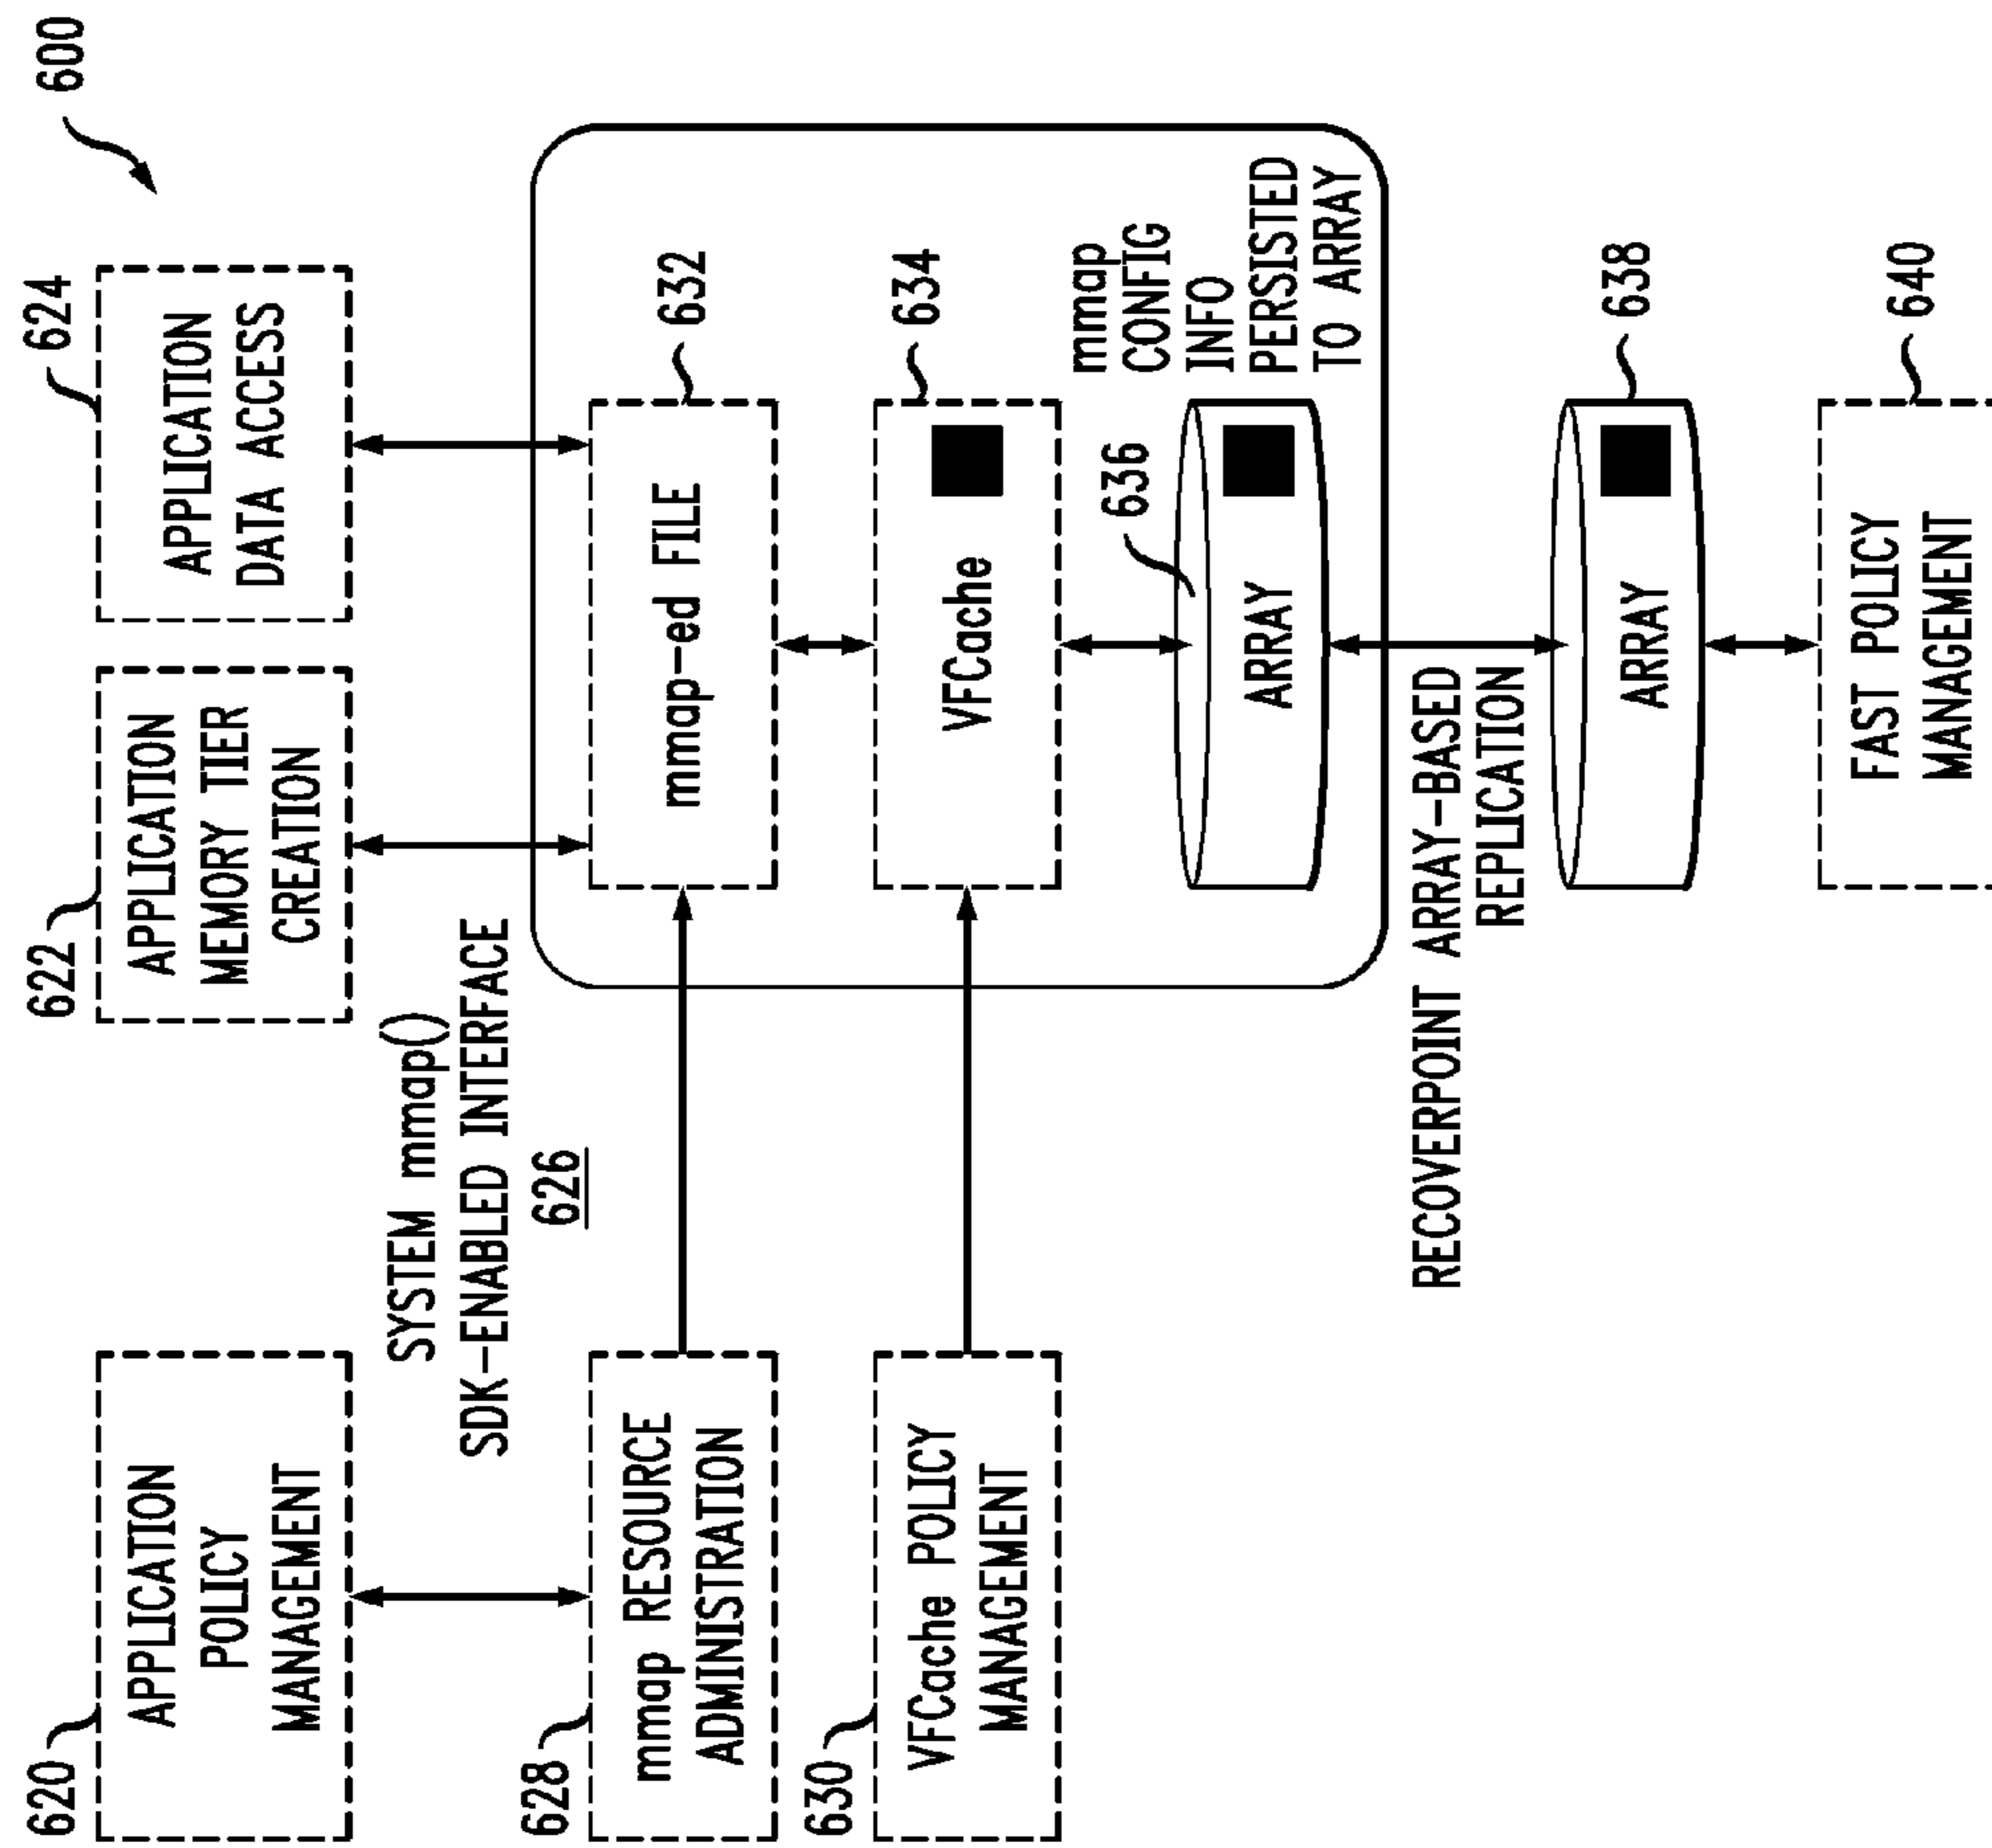 600
620
APPLICATION
POLICY
MANAGEMENT
622
APPLICATION
MEMORY TIER
CREATION
624
APPLICATION
DATA ACCESS
SYSTEM mmap()
SDK-ENABLED INTERFACE
626
628
mmap RESOURCE
ADMINISTRATION
mmap-ed FILE
632
630
VFCache POLICY
MANAGEMENT
VFCache
634
636
ARRAY
mmap
CONFIG
INFO
PERSISTED
TO ARRAY
RECOVERPOINT ARRAY-BASED
REPLICATION
ARRAY
638
FAST POLICY
MANAGEMENT
640